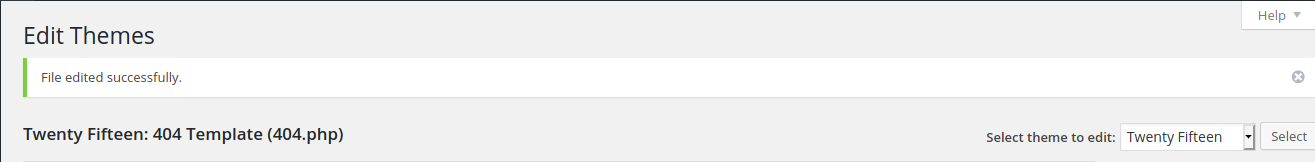 Help
Edit Themes
File edited successfully.
Twenty Fifteen: 404 Template (404.php)
Select theme to edit: Twenty Fifteen Select